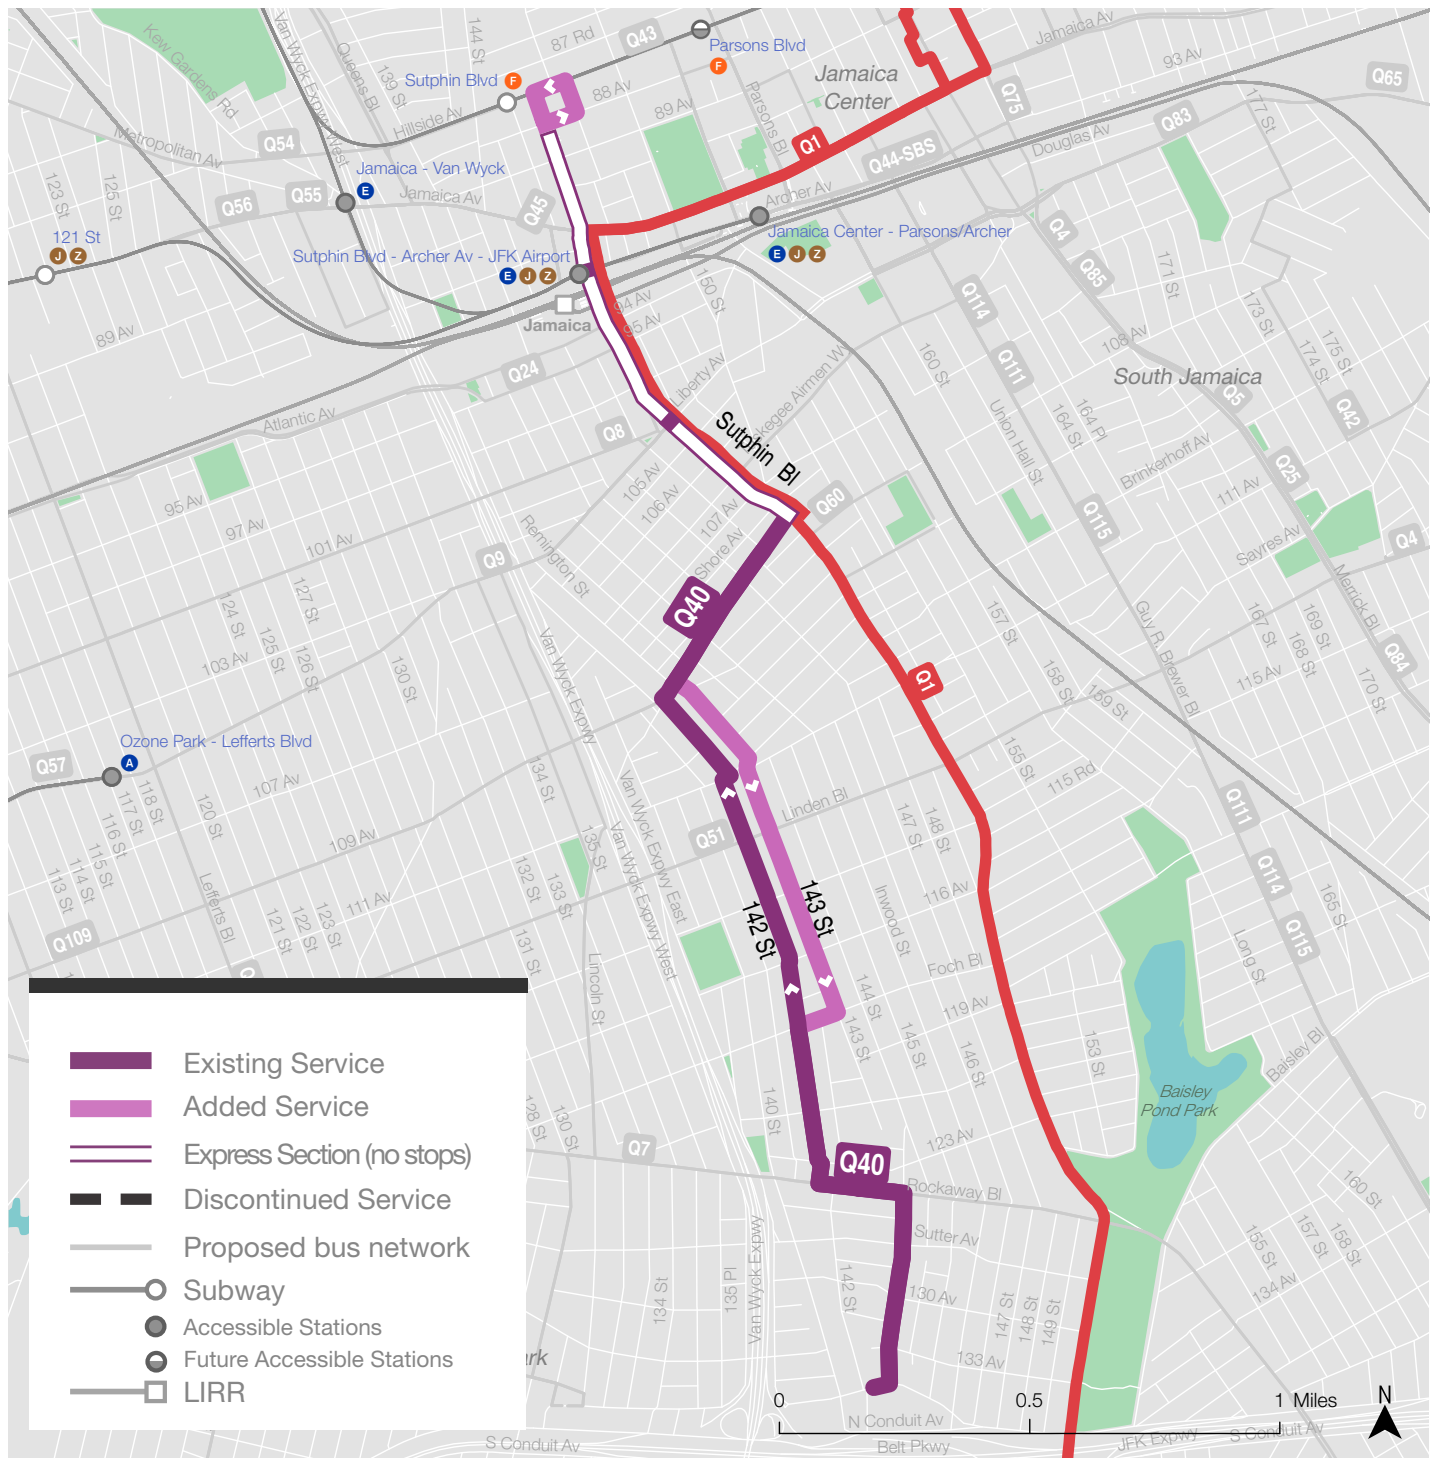 Kew Gardens Rd
Van Wyck Expwy West
Queens Bl
139 St
144 St
87 Rd
Q43
Parsons Blvd
F
Jamaica Av
93 Av
Sutphin Blvd
F
88 Av
89 Av
Parsons Bl
Jamaica
Center
Q75
177 St
Q65
Hillside Av
Metropolitan Av
Q54
Q1
Q44-SBS
Douglas Av
Q83
Jamaica - Van Wyck
E
Jamaica Av
Q55
Q56
Q45
Archer Av
123 St
125 St
121 St
J Z
Sutphin Blvd - Archer Av - JFK Airport
E J Z
Jamaica Center - Parsons/Archer
E J Z
Q4
Q85
171 St
Jamaica
94 Av
95 Av
150 St
Q114
173 St
174 St
175 St
89 Av
108 Av
Q24
Liberty Av
160 St
Q111
South Jamaica
Q5
Q42
Atlantic Av
Q8
Sutphin Bl
Union Hall St
164 St
164 Pl
Brinkerhoff Av
Q25
111 Av
105 Av
106 Av
107 Av
Shore Av
Q60
Q115
95 Av
97 Av
101 Av
Q9
Remington St
Sayres Av
Q4
Merrick Bl
124 St
125 St
126 St
127 St
103 Av
130 St
Q40
Van Wyck Expwy
Q1
157 St
158 St
159 St
Guy R. Brewer Bl
167 St
168 St
169 St
115 Av
170 St
Q84
Ozone Park - Lefferts Blvd
A
Q57
107 Av
118 St
117 St
116 St
115 St
114 St
113 St
120 St
109 Av
134 St
Van Wyck Expwy East
Van Wyck Expwy West
135 St
Q51
Linden Bl
147 St
148 St
155 St
115 Rd
Q111
Q109
Lefferts Bl
121 St
122 St
123 St
111 Av
132 St
133 St
131 St
Lincoln St
142 St
143 St
Inwood St
116 Av
Foch Bl
119 Av
Q114
Q115
165 St
Long St
144 St
143 St
145 St
146 St
153 St
Baisley Bl
Baisley
Pond Park
128 St
130 St
140 St
Q7
123 Av
Q40
Rockaway Bl
160 St
Sutter Av
155 St
157 St
158 St
134 Av
134 St
135 Pl
Van Wyck Expwy
142 St
130 Av
147 St
148 St
149 St
133 Av
N Conduit Av
S Conduit Av
Belt Pkwy
JFK Expwy
S Conduit Av
Existing Service
Added Service
Express Section (no stops)
Discontinued Service
Proposed bus network
Subway
Accessible Stations
Future Accessible Stations
LIRR
0 0.5 1 Miles
N